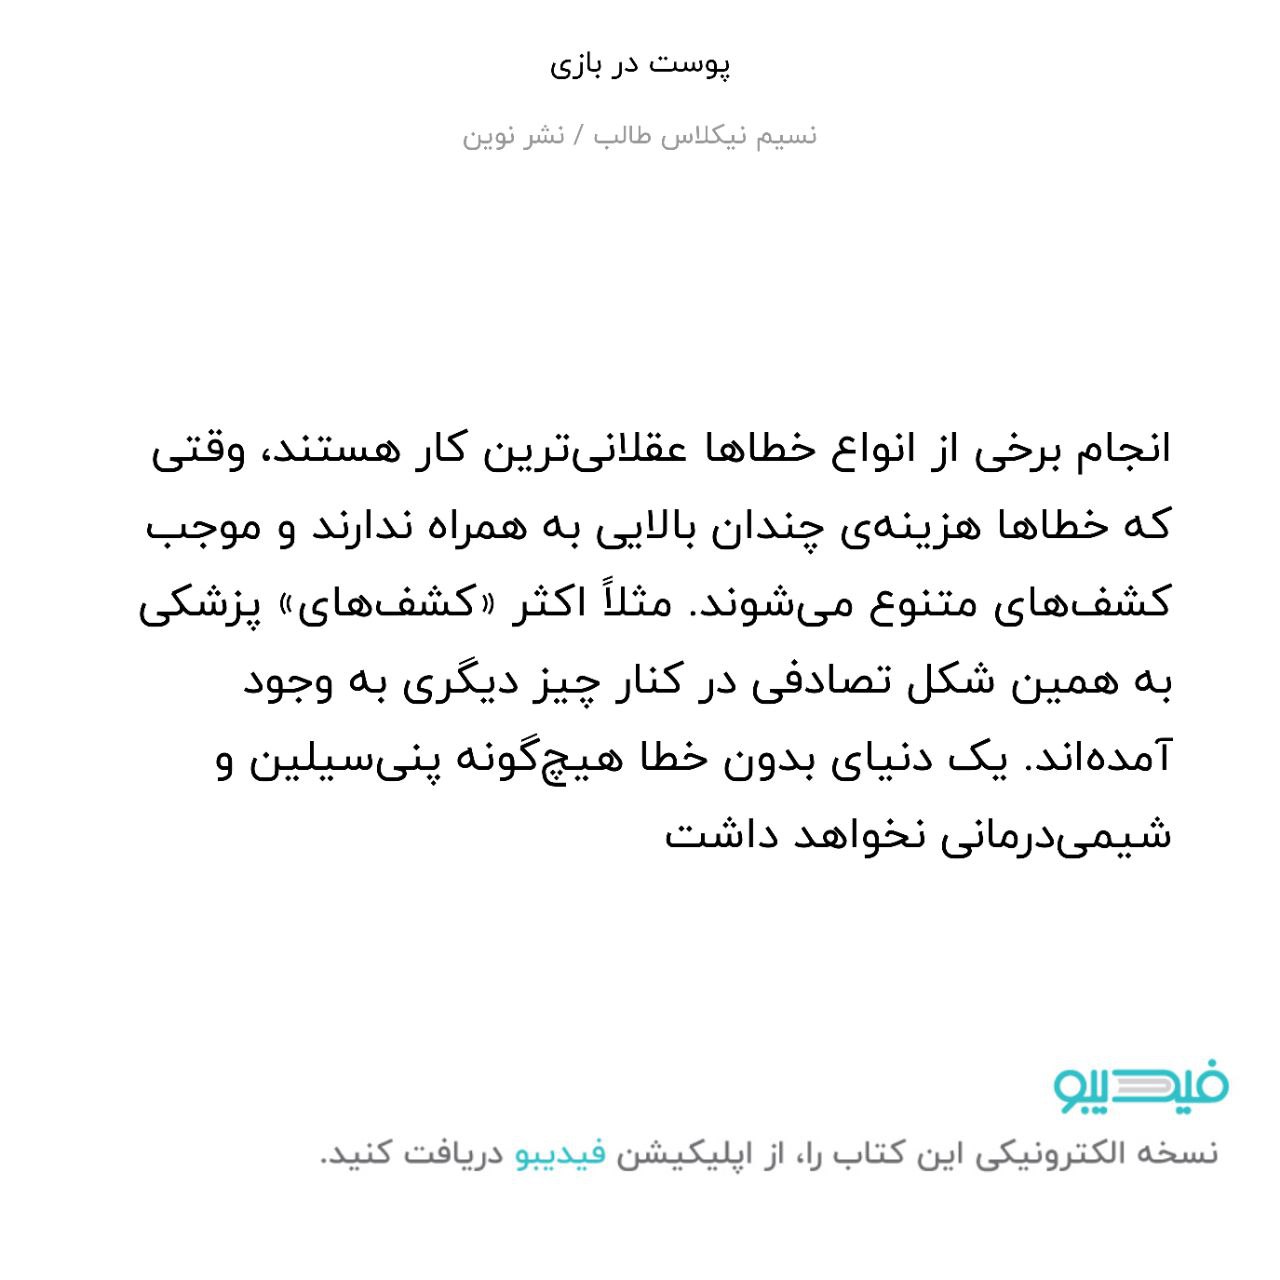 پوست در بازی
نسیم نیکلاس طالب / نشر نوین
انجام برخی از انواع خطاها عقلانی‌ترین کار هستند، وقتی
که خطاها هزینه‌ی چندان بالایی به همراه ندارند و موجب
کشف‌های متنوع می‌شوند. مثلاً اکثر «کشف‌های» پزشکی
به همین شکل تصادفی در کنار چیز دیگری به وجود
آمده‌اند. یک دنیای بدون خطا هیچ‌گونه پنی‌سیلین و
شیمی‌درمانی نخواهد داشت
فیدیبو
نسخه الکترونیکی این کتاب را، از اپلیکیشن فیدیبو دریافت کنید.